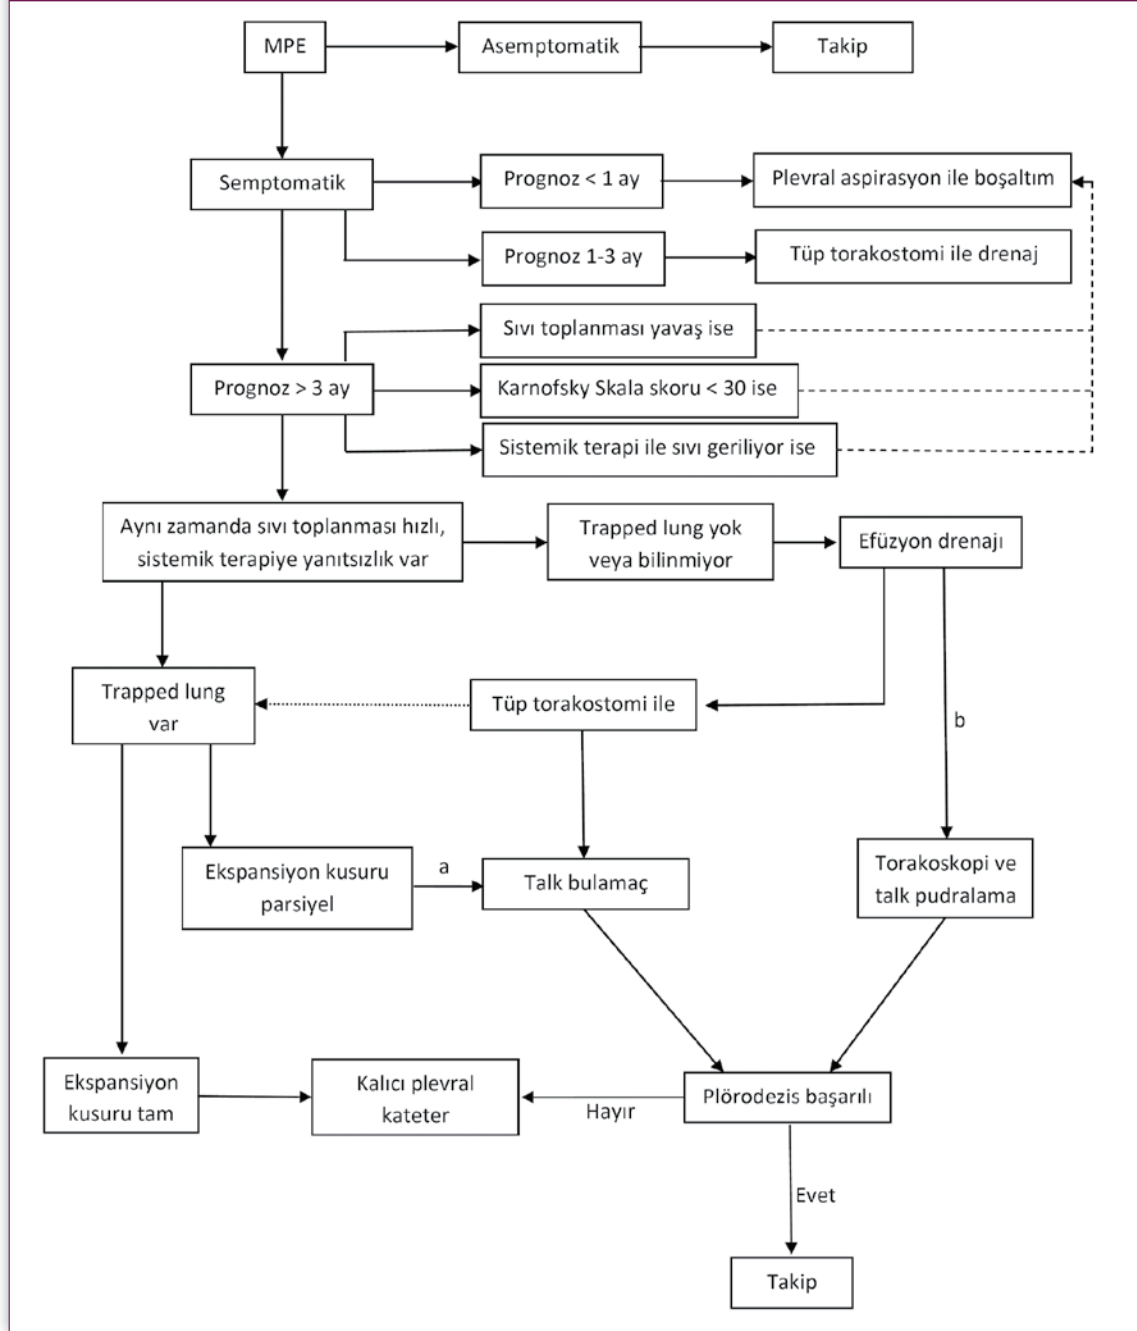 MPE
Asemptomatik
Takip
Semptomatik
Prognoz < 1 ay
Plevral aspirasyon ile boşaltım
Prognoz 1-3 ay
Tüp torakostomi ile drenaj
Sıvı toplanması yavaş ise
Prognoz > 3 ay
Karnofsky Skala skoru < 30 ise
Sistemik terapi ile sıvı geriliyor ise
Aynı zamanda sıvı toplanması hızlı,
sistemik terapiye yanıtsızlık var
Trapped lung yok
veya bilinmiyor
Efüzyon drenajı
Trapped lung
var
Tüp torakostomi ile
b
Ekspansiyon kusuru
parsiyel
a
Talk bulamaç
Torakoskopi ve
talk pudralama
Ekspansiyon
kusuru tam
Kalıcı plevral
kateter
Hayır
Plörodezis başarılı
Evet
Takip